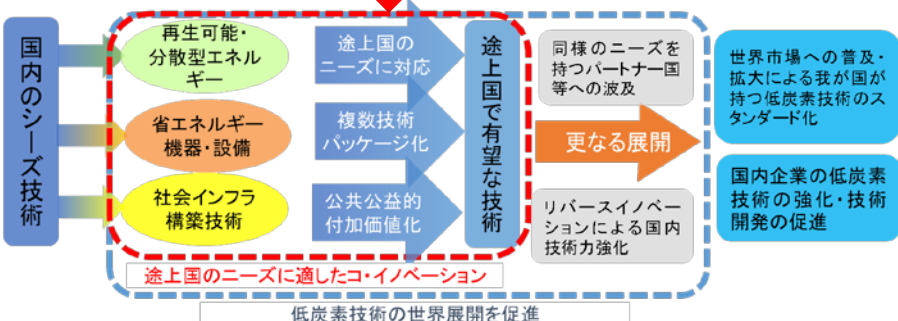 国内のシーズ技術
再生可能・
分散型エネル
ギー
省エネルギー
機器・設備
社会インフラ
構築技術
途上国の
ニーズに対応
複数技術
パッケージ化
公共公益的
付加価値化
途上国で有望な技術
途上国のニーズに適したコ・イノベーション
同様のニーズを
持つパートナー国
等への波及
更なる展開
リバースイノベー
ションによる国内
技術力強化
世界市場への普及・
拡大による我が国が
持つ低炭素技術のス
タンダード化
国内企業の低炭素
技術の強化・技術
開発の促進
低炭素技術の世界展開を促進